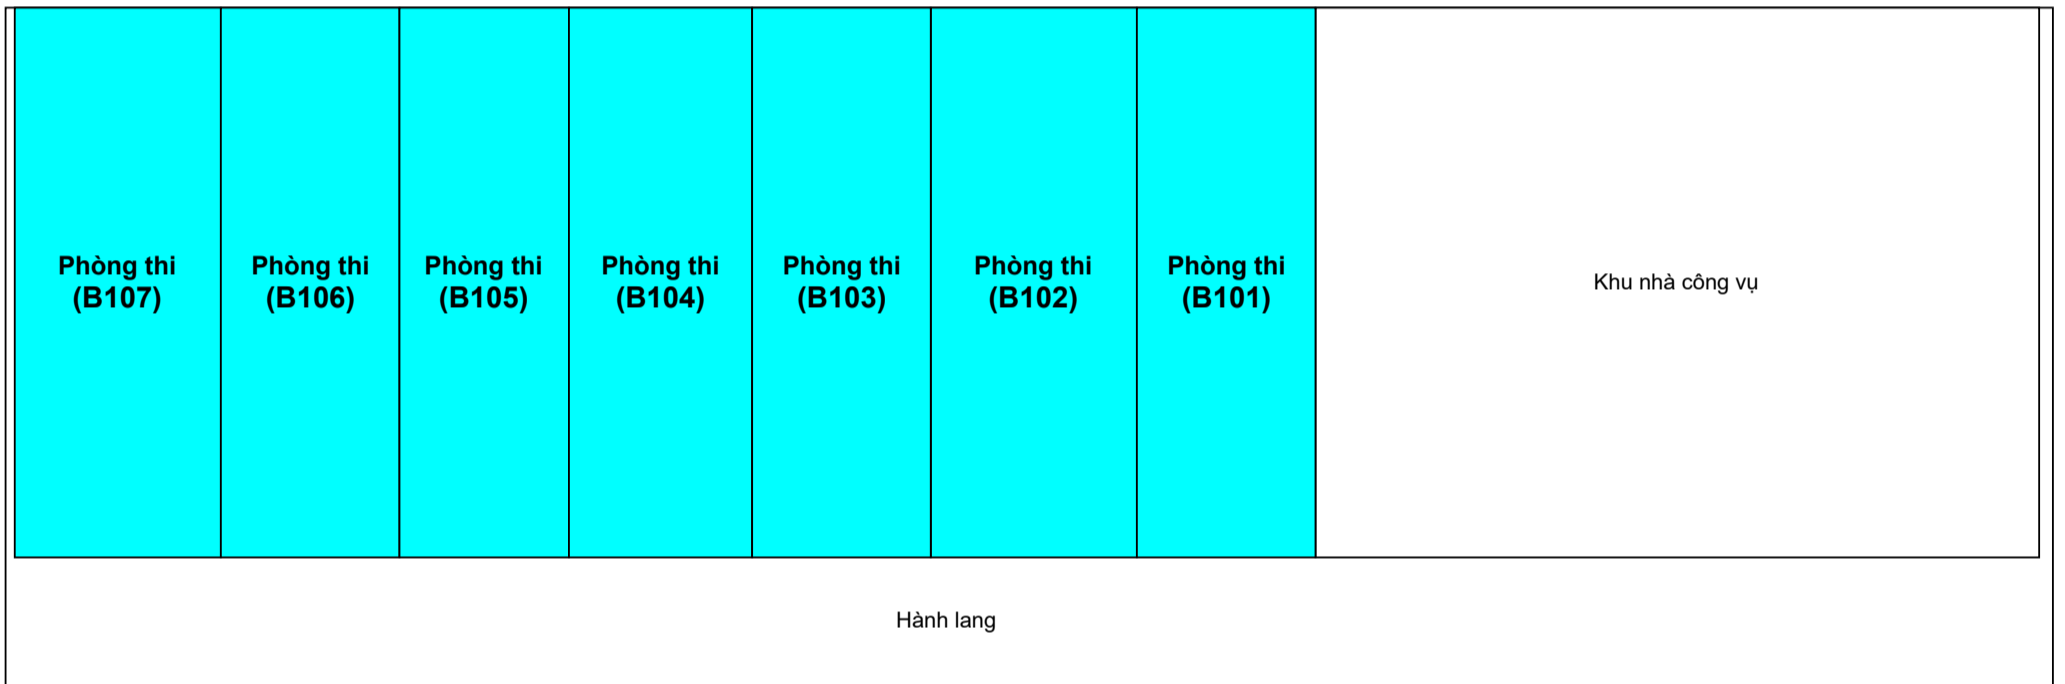 Phòng thi
(B107)
Phòng thi
(B106)
Phòng thi
(B105)
Phòng thi
(B104)
Phòng thi
(B103)
Phòng thi
(B102)
Phòng thi
(B101)
Khu nhà công vụ
Hành lang